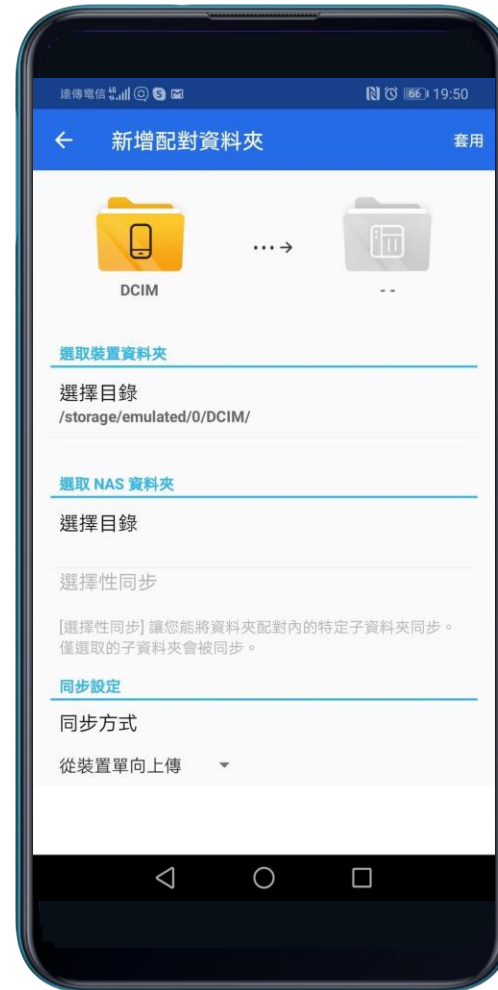 遠傳電信 4G 66 19:50
新增配對資料夾 套用
DCIM - -
選取裝置資料夾
選擇目錄
/storage/emulated/0/DCIM/
選取 NAS 資料夾
選擇目錄
選擇性同步
[選擇性同步] 讓您能將資料夾配對內的特定子資料夾同步。
僅選取的子資料夾會被同步。
同步設定
同步方式
從裝置單向上傳